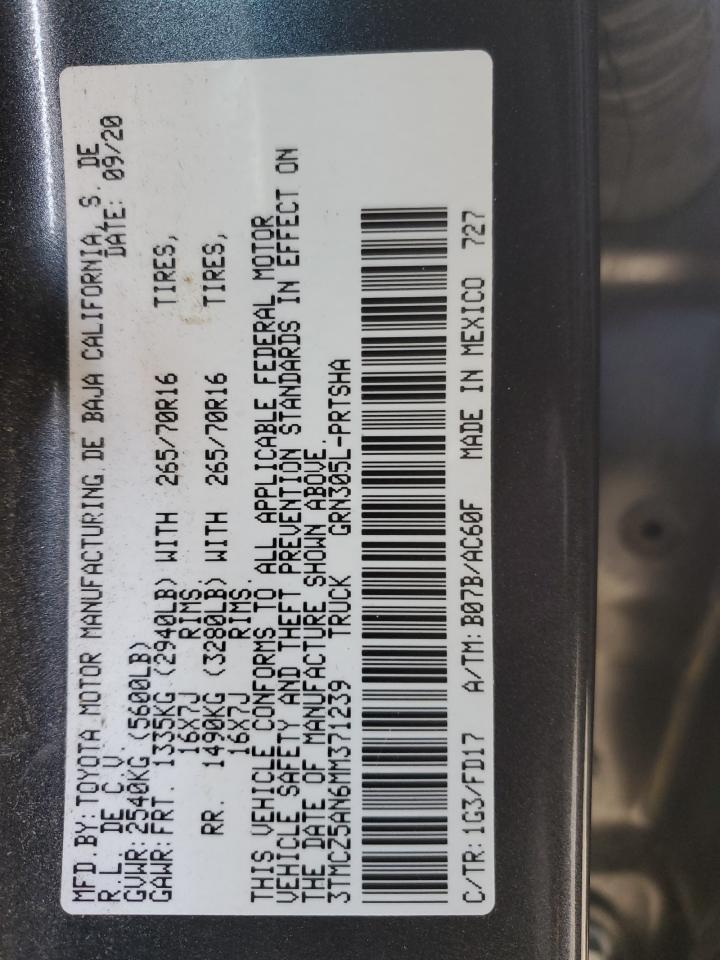 MFD.BY:TOYOTA MOTOR MANUFACTURING DE BAJA CALIFORNIA, S. DE
R.L. DE C.V. DATE: 09/20
GVWR:2540KG (5600LB)
GAWR:FRT. 1335KG (2940LB) WITH 265/70R16 TIRES,
16X7J RIMS
RR. 1490KG (3280LB) WITH 265/70R16 TIRES,
16X7J RIMS.
THIS VEHICLE CONFORMS TO ALL APPLICABLE FEDERAL MOTOR
VEHICLE SAFETY AND THEFT PREVENTION STANDARDS IN EFFECT ON
THE DATE OF MANUFACTURE SHOWN ABOVE.
3TMCZ5AN6MM371239 TRUCK GRN305L-PRTSHA
C/TR:1G3/FD17 A/TM:B07B/AC60F MADE IN MEXICO 727